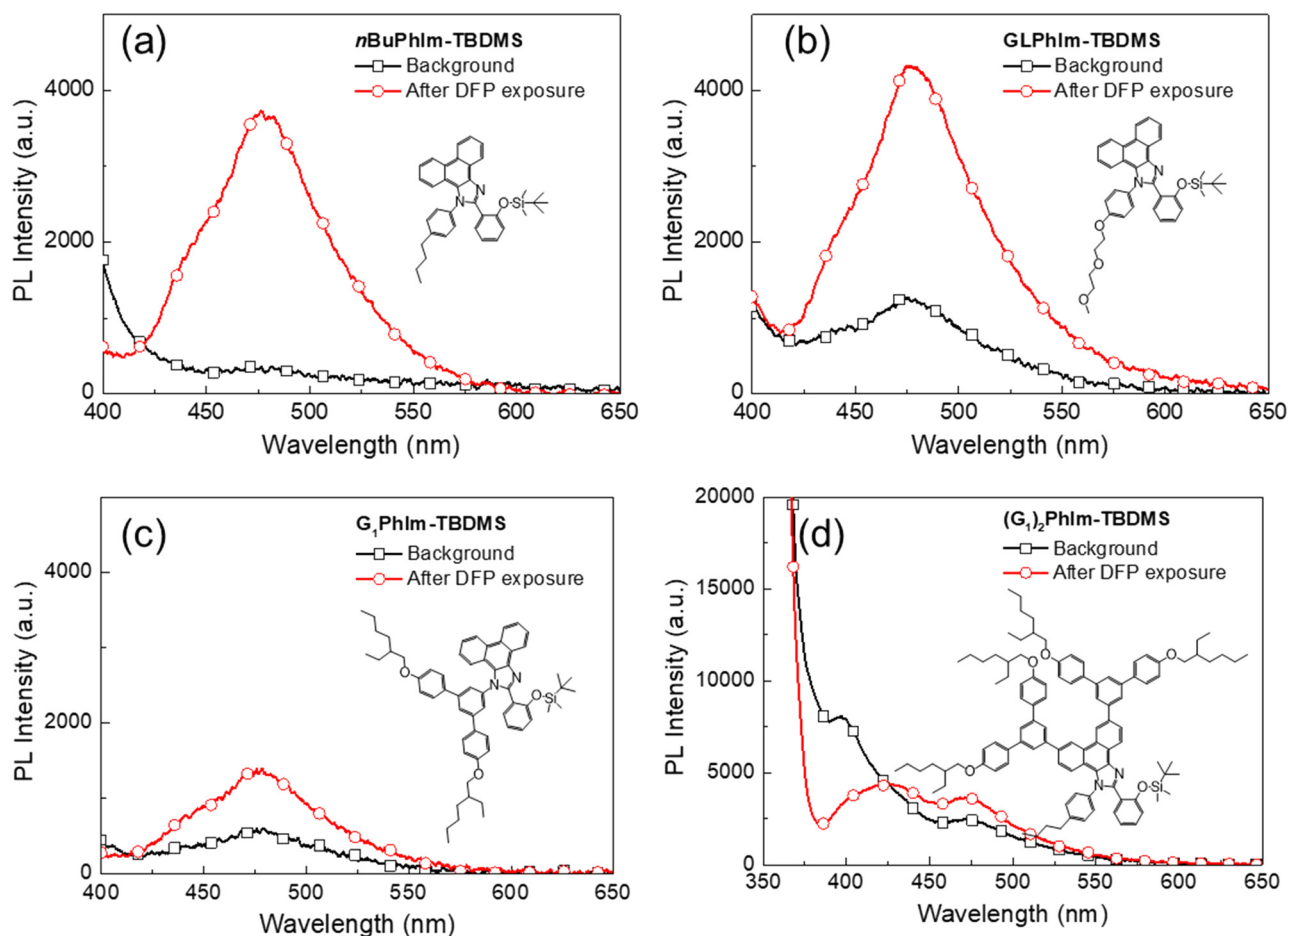 (a)
nBuPhIm-TBDMS
Background
After DFP exposure
4000
2000
0
400 450 500 550 600 650
PL Intensity (a.u.)
Wavelength (nm)
N
N
O
Si
(b)
GLPhIm-TBDMS
Background
After DFP exposure
4000
2000
0
400 450 500 550 600 650
PL Intensity (a.u.)
Wavelength (nm)
N
N
O
Si
O
O
O
(c)
G₁PhIm-TBDMS
Background
After DFP exposure
4000
2000
0
400 450 500 550 600 650
PL Intensity (a.u.)
Wavelength (nm)
O
N
N
O
Si
O
(d)
(G₁)₂PhIm-TBDMS
Background
After DFP exposure
20000
15000
10000
5000
0
350 400 450 500 550 600 650
PL Intensity (a.u.)
Wavelength (nm)
O
O
O
O
N
N
O
Si